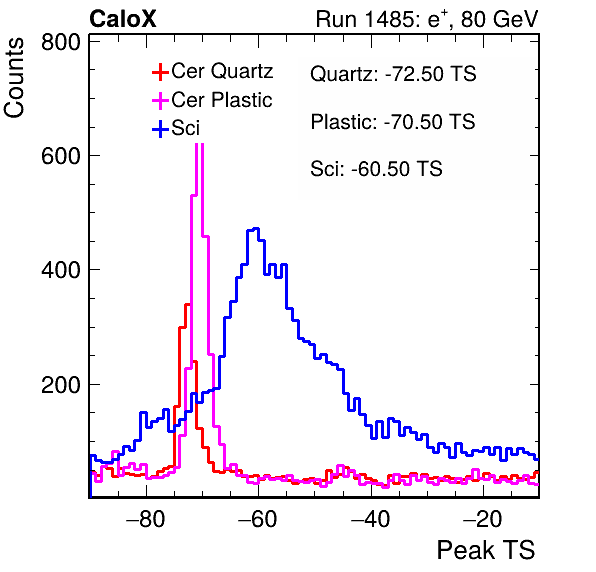 CaloX
Run 1485: e+, 80 GeV
Counts
800
600
400
200
Cer Quartz
Cer Plastic
Sci
Quartz: -72.50 TS
Plastic: -70.50 TS
Sci: -60.50 TS
−80
−60
−40
−20
Peak TS